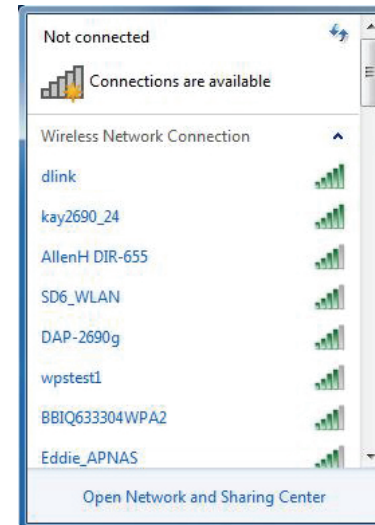 Not connected
Connections are available
Wireless Network Connection
dlink
kay2690_24
AllenH DIR-655
SD6_WLAN
DAP-2690g
wpstest1
BBIQ633304WPA2
Eddie_APNAS
Open Network and Sharing Center